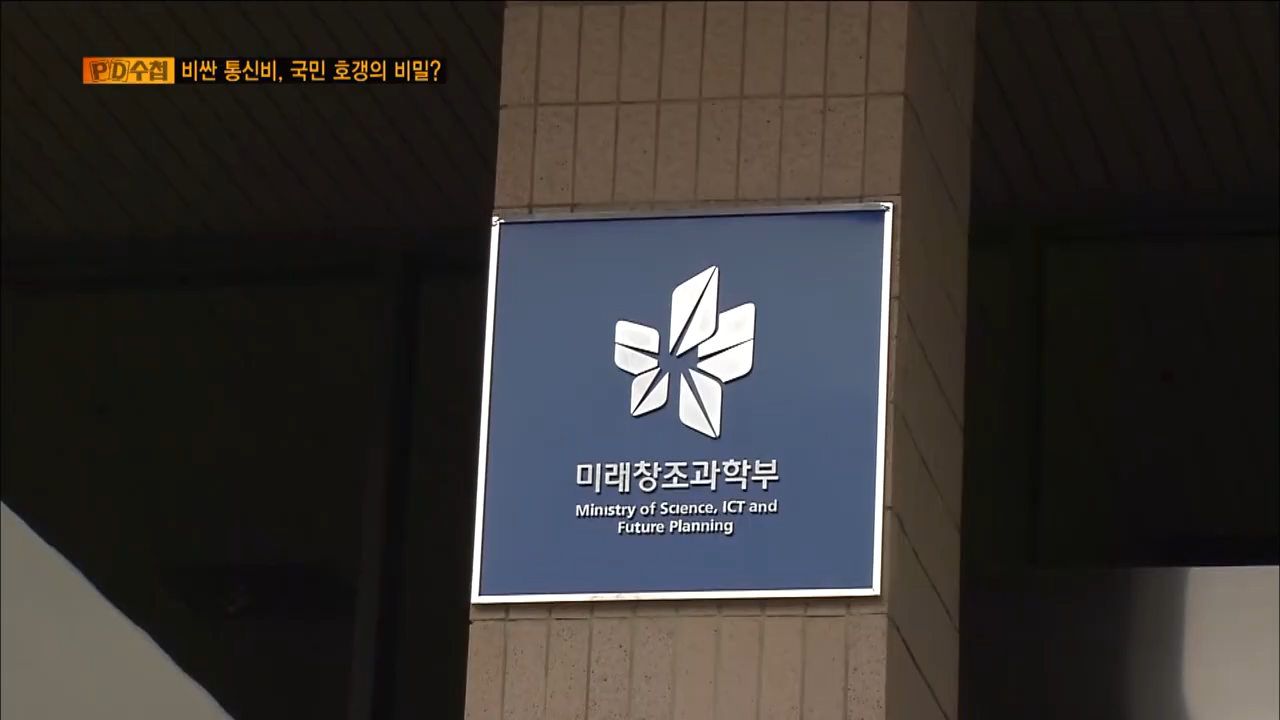 PD수첩 비싼 통신비, 국민 호갱의 비밀?
미래창조과학부
Ministry of Science, ICT and
Future Planning